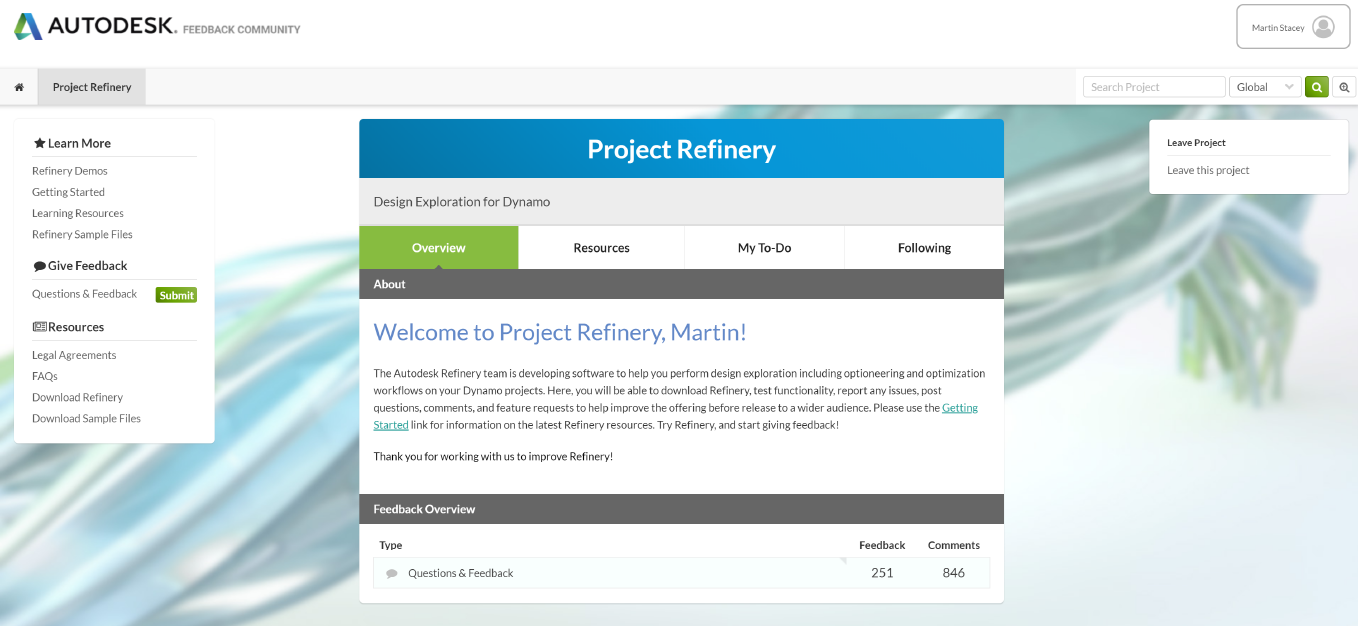 AUTODESK. FEEDBACK COMMUNITY
Martin Stacey
Project Refinery
Search Project
Global
Learn More
Refinery Demos
Getting Started
Learning Resources
Refinery Sample Files
Give Feedback
Questions & Feedback Submit
Resources
Legal Agreements
FAQs
Download Refinery
Download Sample Files
Project Refinery
Design Exploration for Dynamo
Overview Resources My To-Do Following
About
Welcome to Project Refinery, Martin!
The Autodesk Refinery team is developing software to help you perform design exploration including optioneering and optimization
workflows on your Dynamo projects. Here, you will be able to download Refinery, test functionality, report any issues, post
questions, comments, and feature requests to help improve the offering before release to a wider audience. Please use the Getting
Started link for information on the latest Refinery resources. Try Refinery, and start giving feedback!
Thank you for working with us to improve Refinery!
Feedback Overview
Type Feedback Comments
Questions & Feedback 251 846
Leave Project
Leave this project